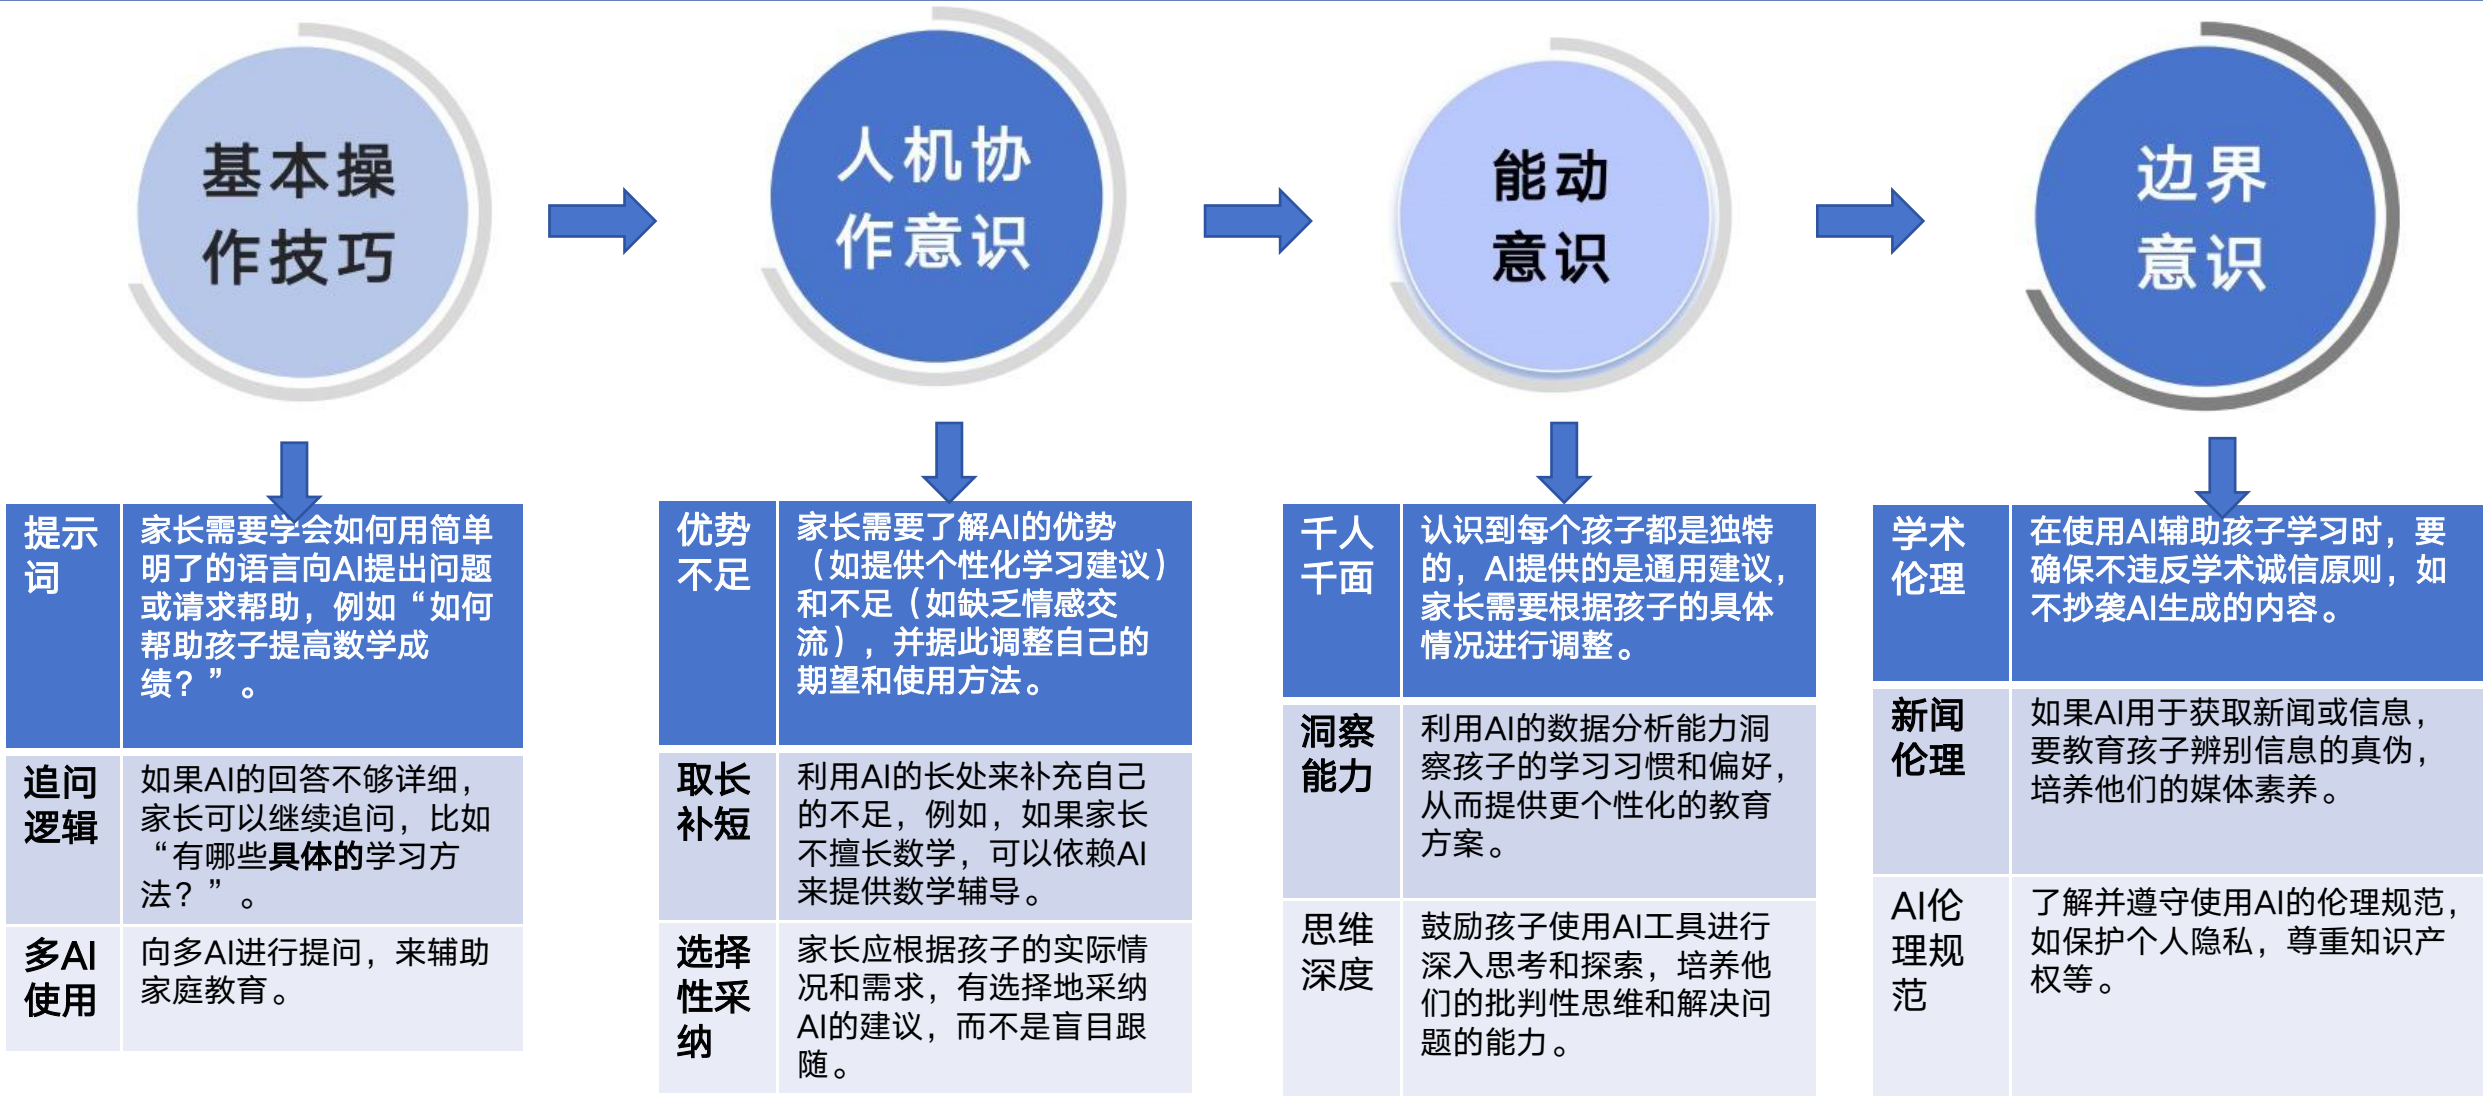 基本操
作技巧
人机协
作意识
能动
意识
边界
意识
提示
词
家长需要学会如何用简单
明了的语言向AI提出问题
或请求帮助，例如“如何
帮助孩子提高数学成
绩？”。
追问
逻辑
如果AI的回答不够详细，
家长可以继续追问，比如
“有哪些具体的学习方
法？”。
多AI
使用
向多AI进行提问，来辅助
家庭教育。
优势
不足
家长需要了解AI的优势
（如提供个性化学习建议）
和不足（如缺乏情感交
流），并据此调整自己的
期望和使用方法。
取长
补短
利用AI的长处来补充自己
的不足，例如，如果家长
不擅长数学，可以依赖AI
来提供数学辅导。
选择
性采
纳
家长应根据孩子的实际情
况和需求，有选择地采纳
AI的建议，而不是盲目跟
随。
千人
千面
认识到每个孩子都是独特
的，AI提供的是通用建议，
家长需要根据孩子的具体
情况进行调整。
洞察
能力
利用AI的数据分析能力洞
察孩子的学习习惯和偏好，
从而提供更个性化的教育
方案。
思维
深度
鼓励孩子使用AI工具进行
深入思考和探索，培养他
们的批判性思维和解决问
题的能力。
学术
伦理
在使用AI辅助孩子学习时，要
确保不违反学术诚信原则，如
不抄袭AI生成的内容。
新闻
伦理
如果AI用于获取新闻或信息，
要教育孩子辨别信息的真伪，
培养他们的媒体素养。
AI伦
理规
范
了解并遵守使用AI的伦理规范，
如保护个人隐私，尊重知识产
权等。